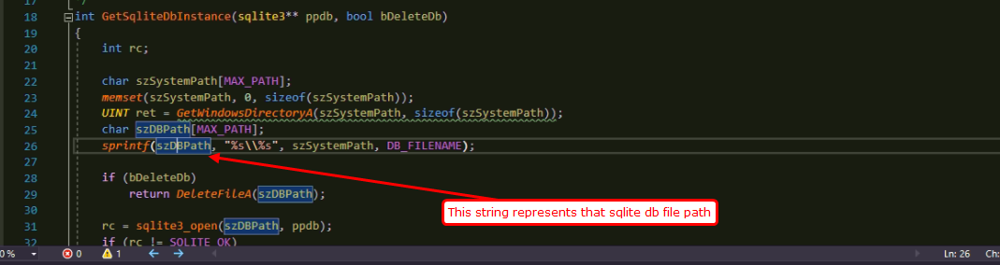 17 */
18 int GetSqliteDbInstance(sqlite3** ppdb, bool bDeleteDb)
19 {
20 int rc;
21
22 char szSystemPath[MAX_PATH];
23 memset(szSystemPath, 0, sizeof(szSystemPath));
24 UINT ret = GetWindowsDirectoryA(szSystemPath, sizeof(szSystemPath));
25 char szDBPath[MAX_PATH];
26 sprintf(szDBPath, "%s\\%s", szSystemPath, DB_FILENAME);
27
28 if (bDeleteDb)
29 return DeleteFileA(szDBPath);
30
This string represents that sqlite db file path
31 rc = sqlite3_open(szDBPath, ppdb);
32 if (rc != SQLITE_OK)
0 % 0 1 Ln: 26 Ch: